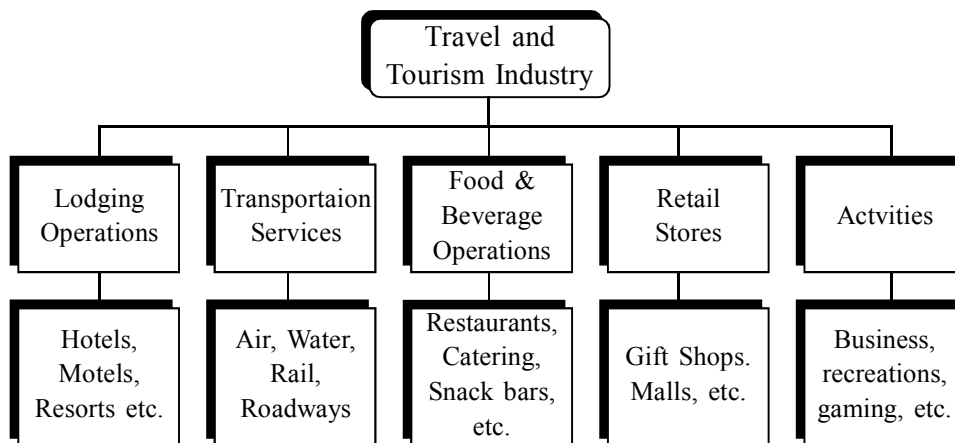 Travel and
Tourism Industry
Lodging
Operations
Transportaion
Services
Food &
Beverage
Operations
Retail
Stores
Actvities
Hotels,
Motels,
Resorts etc.
Air, Water,
Rail,
Roadways
Restaurants,
Catering,
Snack bars,
etc.
Gift Shops.
Malls, etc.
Business,
recreations,
gaming, etc.